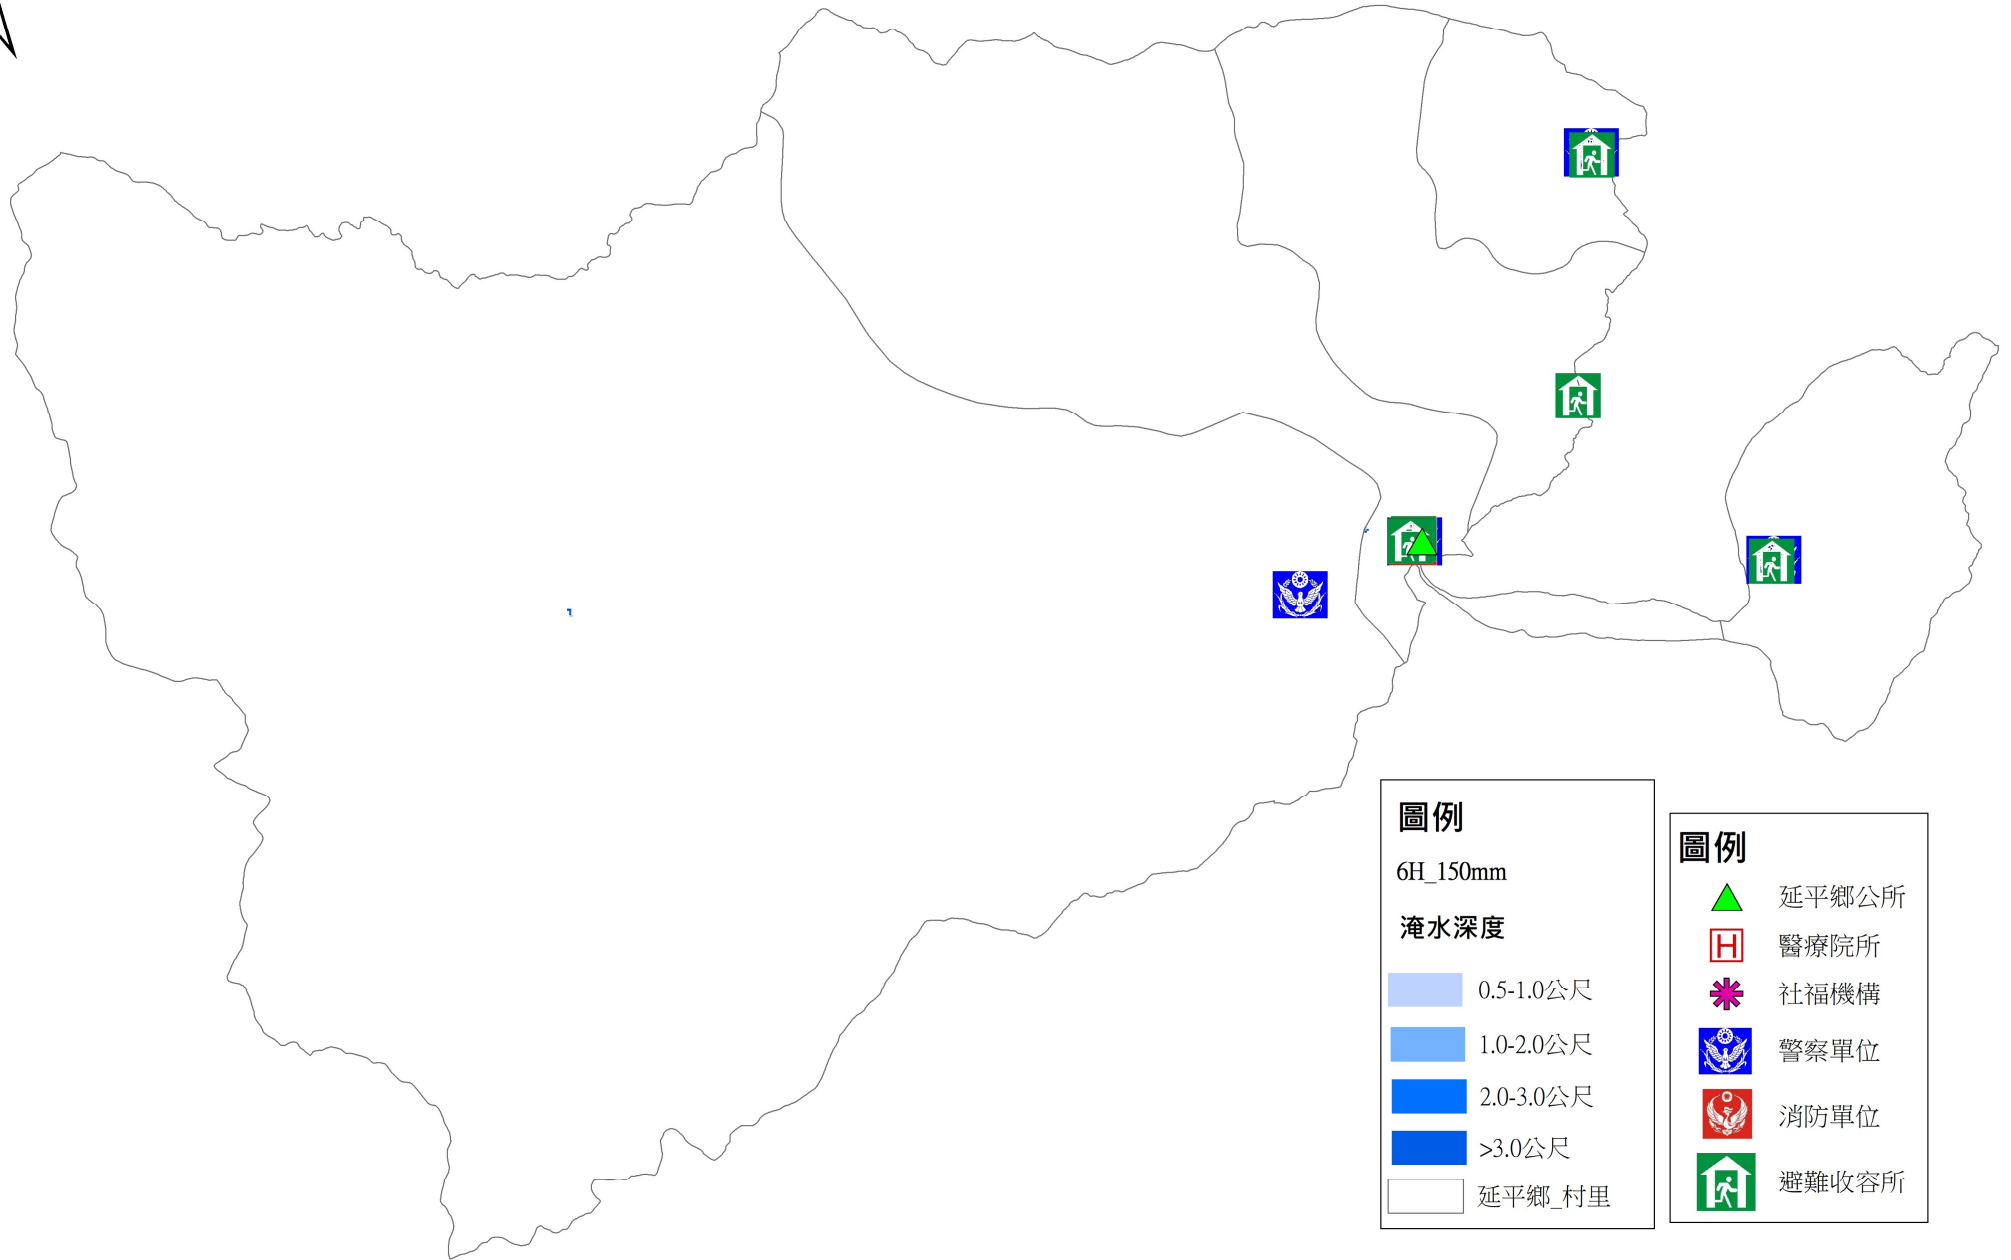 圖例
6H_150mm
淹水深度
0.5-1.0公尺
1.0-2.0公尺
2.0-3.0公尺
>3.0公尺
延平鄉_村里
圖例
延平鄉公所
醫療院所
社福機構
警察單位
消防單位
避難收容所